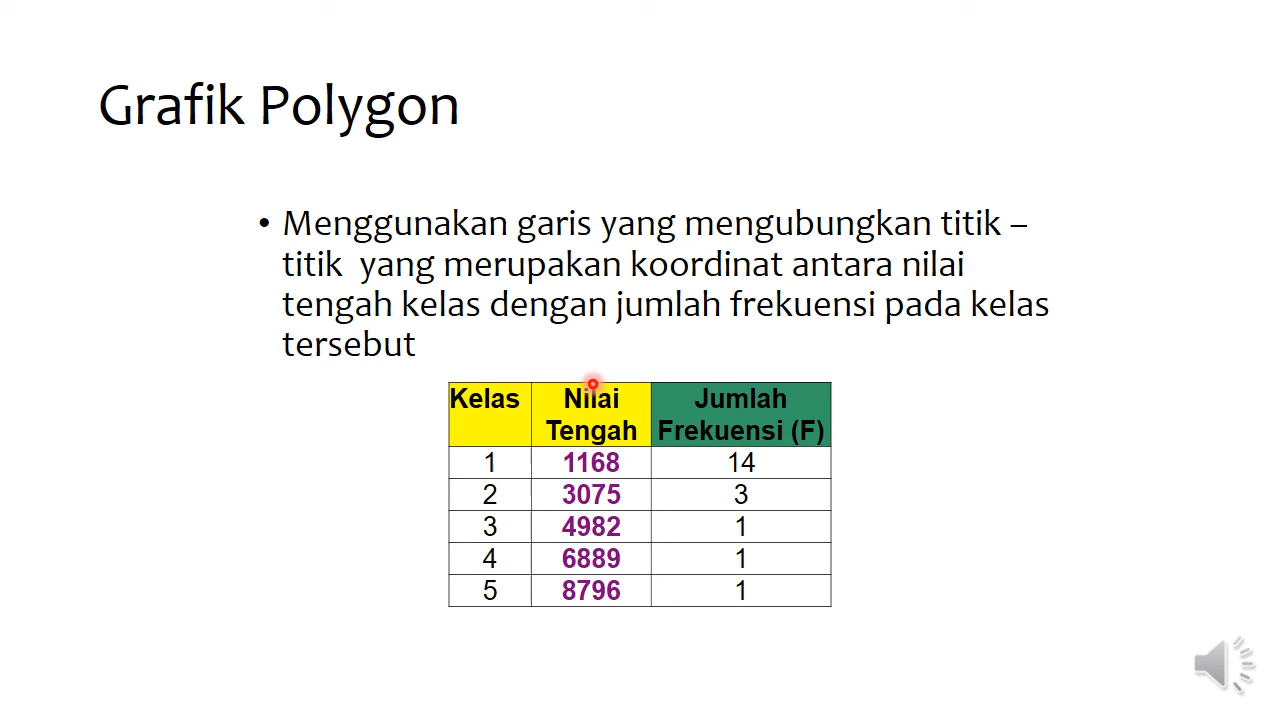 Grafik Polygon
• Menggunakan garis yang mengubungkan titik –
titik yang merupakan koordinat antara nilai
tengah kelas dengan jumlah frekuensi pada kelas
tersebut
Kelas Nilai Tengah Jumlah Frekuensi (F)
1 1168 14
2 3075 3
3 4982 1
4 6889 1
5 8796 1